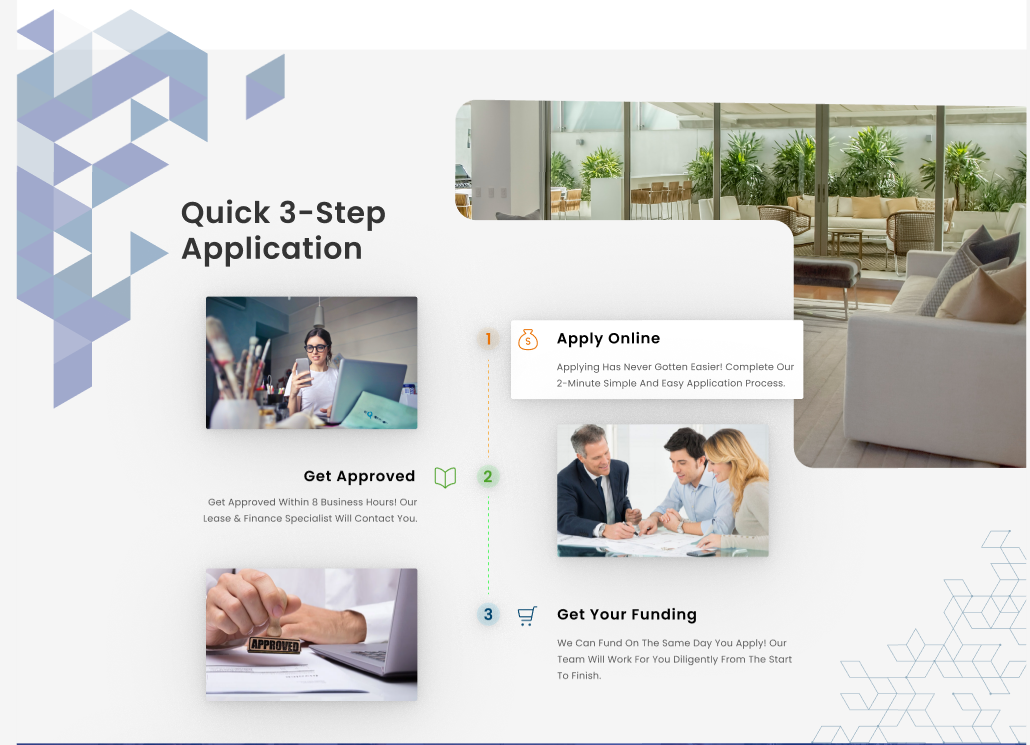 Quick 3-Step
Application
1
Apply Online
Applying Has Never Gotten Easier! Complete Our
2-Minute Simple And Easy Application Process.
Get Approved
2
Get Approved Within 8 Business Hours! Our
Lease & Finance Specialist Will Contact You.
APPROVED
3
Get Your Funding
We Can Fund On The Same Day You Apply! Our
Team Will Work For You Diligently From The Start
To Finish.